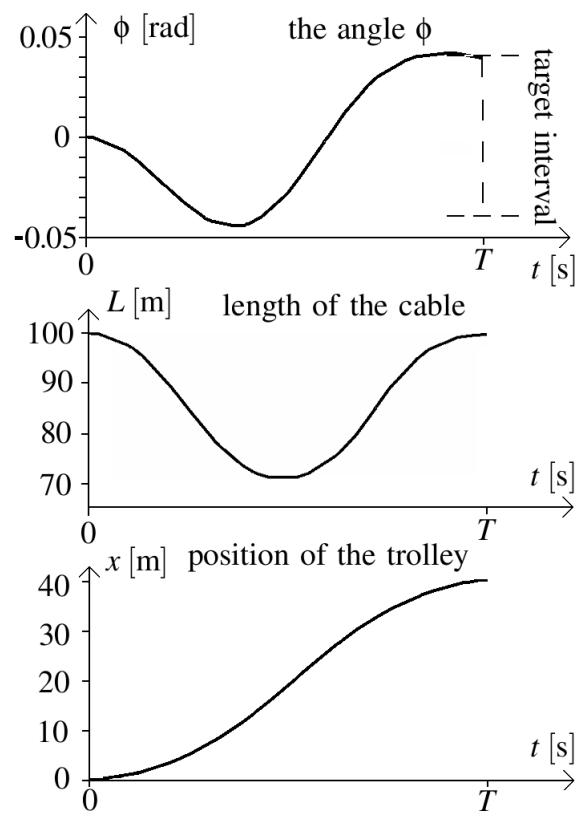 ϕ [rad] the angle ϕ
0.05
0
-0.05
target interval
0 T t [s]
L [m] length of the cable
100
90
80
70
t [s]
0 T
x [m] position of the trolley
40
30
20
10
0
t [s]
0 T